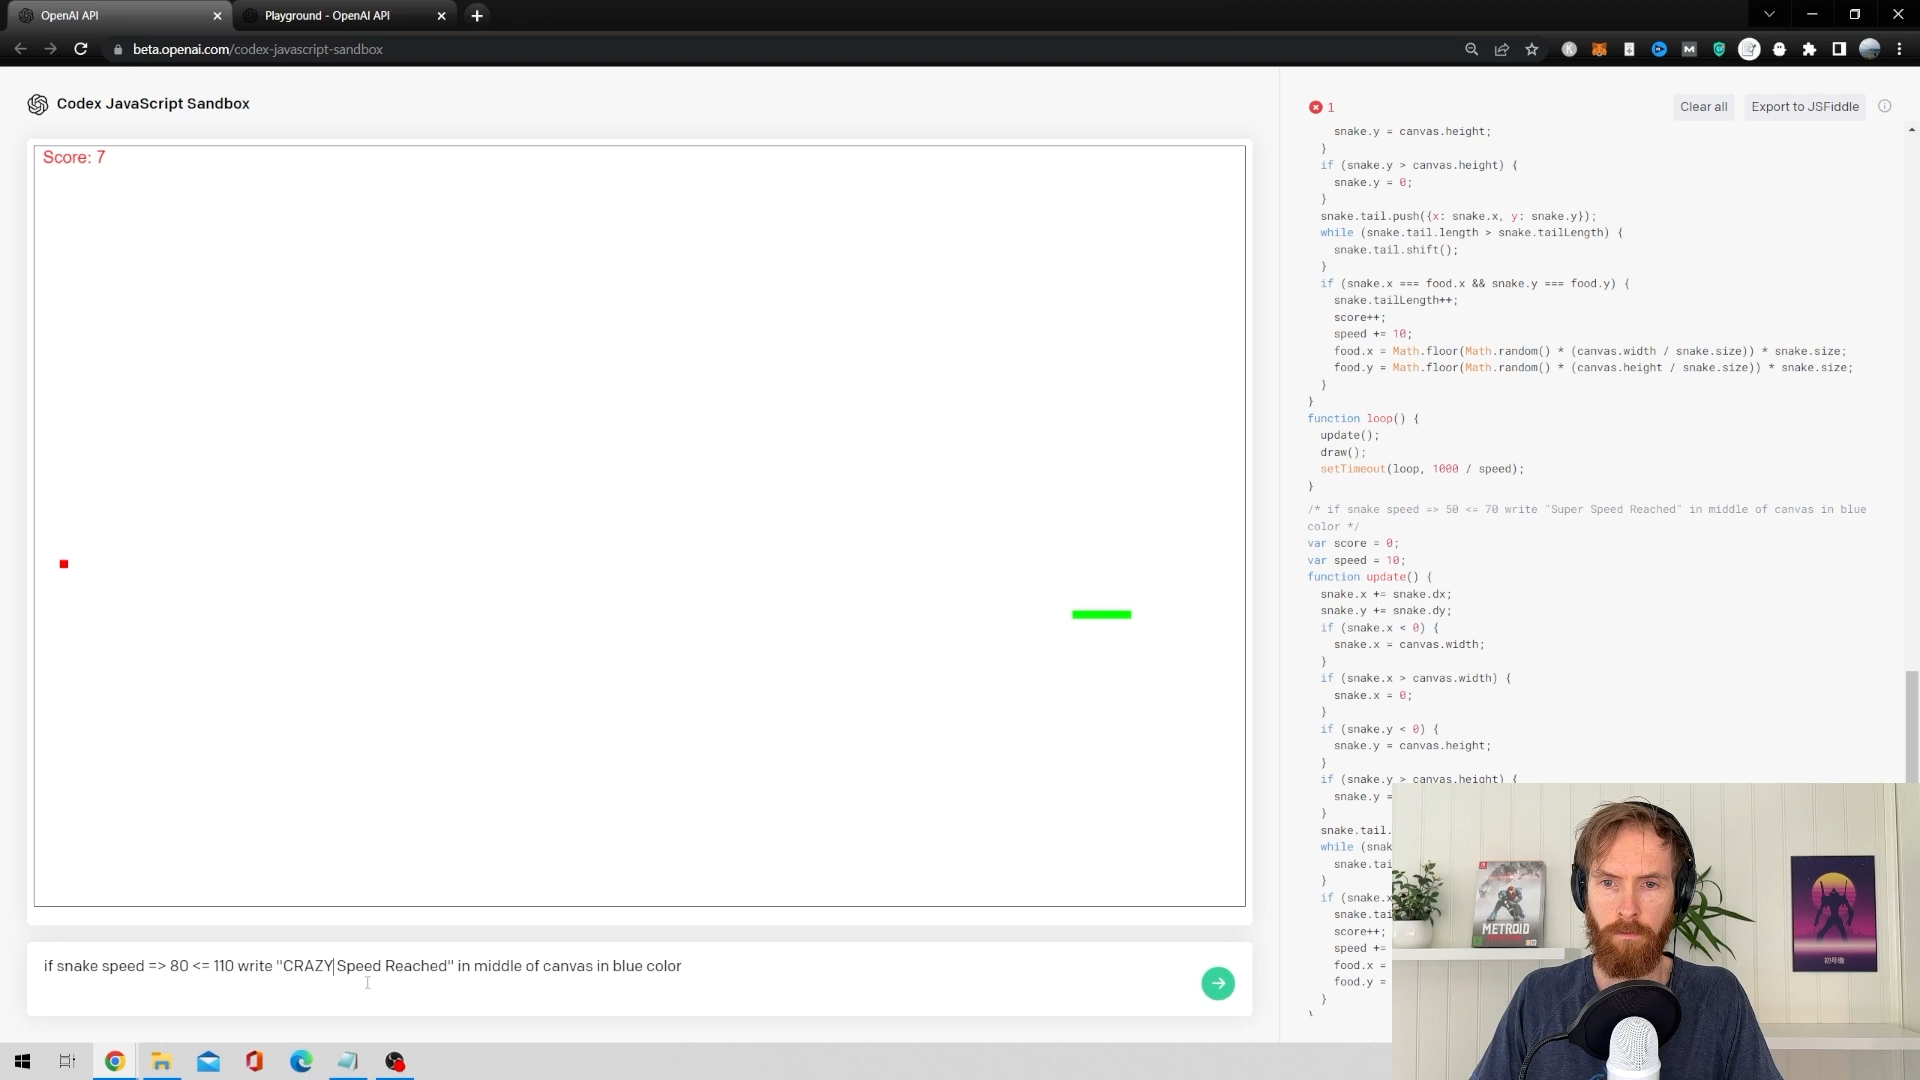 OpenAI API
Playground - OpenAI API
beta.openai.com/codex-javascript-sandbox
Codex JavaScript Sandbox
1
Clear all
Export to JSFiddle
Score: 7
snake.y = canvas.height;
}
if (snake.y > canvas.height) {
snake.y = 0;
}
snake.tail.push({x: snake.x, y: snake.y});
while (snake.tail.length > snake.tailLength) {
snake.tail.shift();
}
if (snake.x === food.x && snake.y === food.y) {
snake.tailLength++;
score++;
speed += 10;
food.x = Math.floor(Math.random() * (canvas.width / snake.size)) * snake.size;
food.y = Math.floor(Math.random() * (canvas.height / snake.size)) * snake.size;
}
}
function loop() {
update();
draw();
setTimeout(loop, 1000 / speed);
}
/* if snake speed => 50 <= 70 write "Super Speed Reached" in middle of canvas in blue
color */
var score = 0;
var speed = 10;
function update() {
snake.x += snake.dx;
snake.y += snake.dy;
if (snake.x < 0) {
snake.x = canvas.width;
}
if (snake.x > canvas.width) {
snake.x = 0;
}
if (snake.y < 0) {
snake.y = canvas.height;
}
if (snake.y > canvas.height) {
snake.y =
}
snake.tail.
while (snak
snake.tai
}
if (snake.x
snake.tai
score++;
speed +=
food.x =
food.y =
}
}
if snake speed => 80 <= 110 write "CRAZY Speed Reached" in middle of canvas in blue color
METROID
初号機